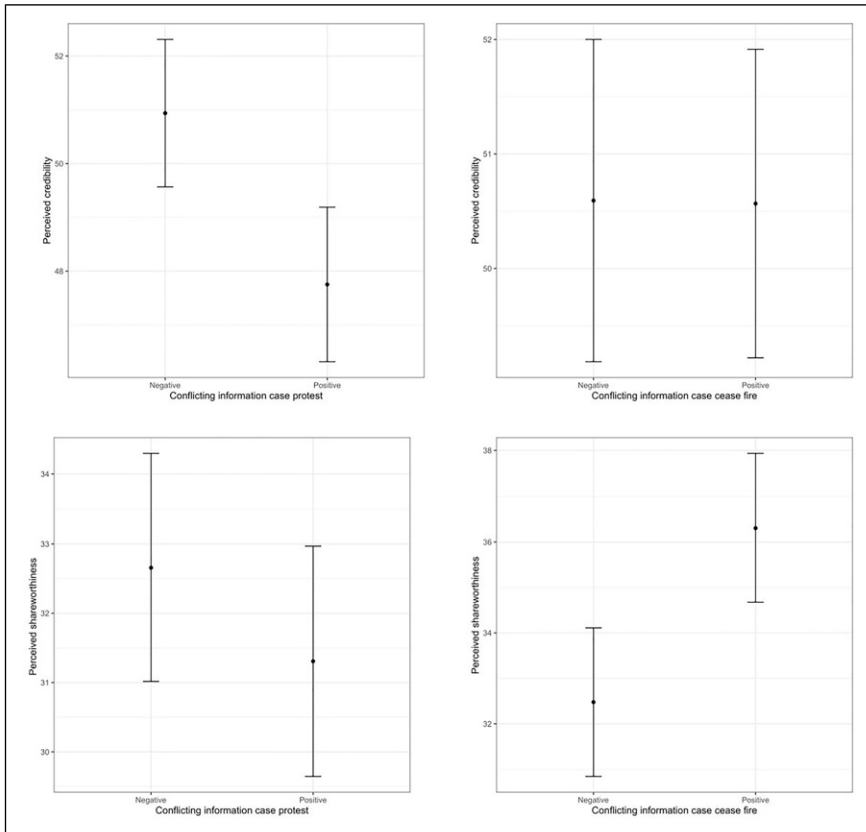 52
50
48
Perceived credibility
Negative
Positive
Conflicting information case protest
52
51
50
Perceived credibility
Negative
Positive
Conflicting information case cease fire
34
33
32
31
30
Perceived shareworthiness
Negative
Positive
Conflicting information case protest
38
36
34
32
Perceived shareworthiness
Negative
Positive
Conflicting information case cease fire